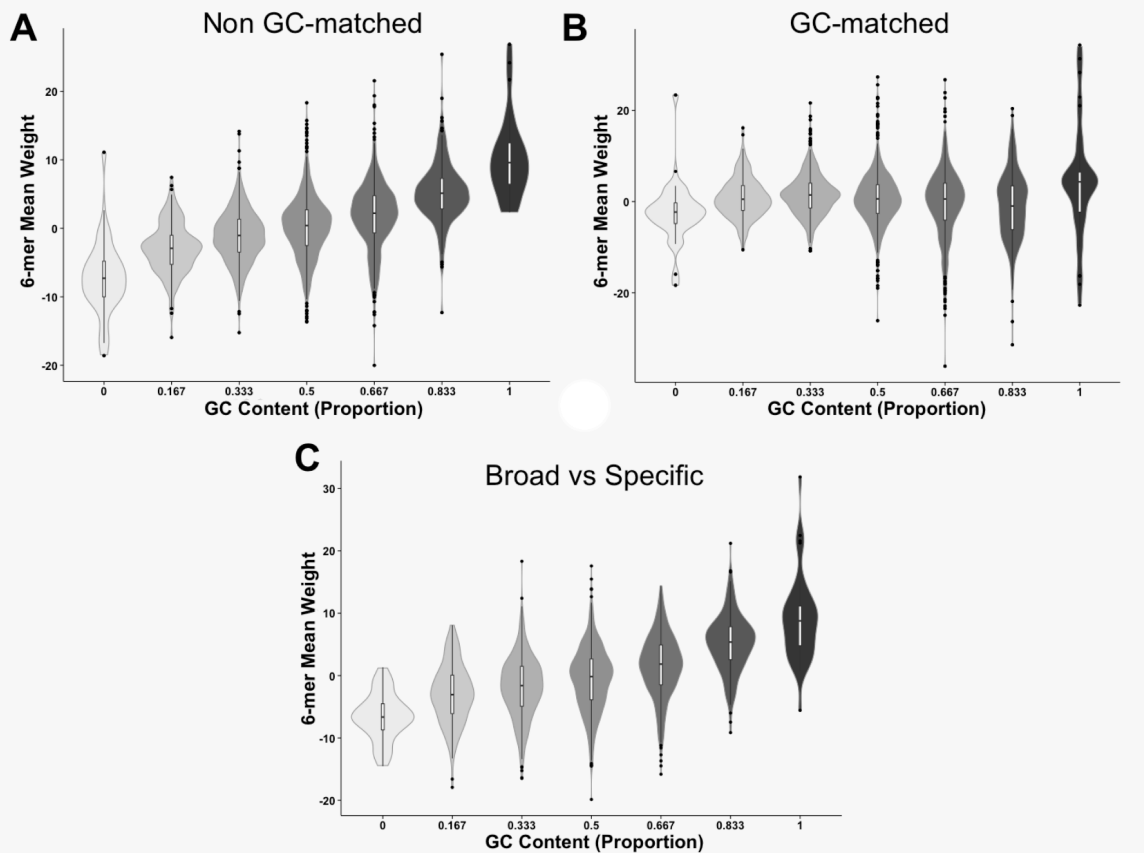 A
Non GC-matched
6-mer Mean Weight
20
10
0
-10
-20
0 0.167 0.333 0.5 0.667 0.833 1
GC Content (Proportion)
B
GC-matched
6-mer Mean Weight
20
0
-20
0 0.167 0.333 0.5 0.667 0.833 1
GC Content (Proportion)
C
Broad vs Specific
6-mer Mean Weight
30
20
10
0
-10
-20
0 0.167 0.333 0.5 0.667 0.833 1
GC Content (Proportion)